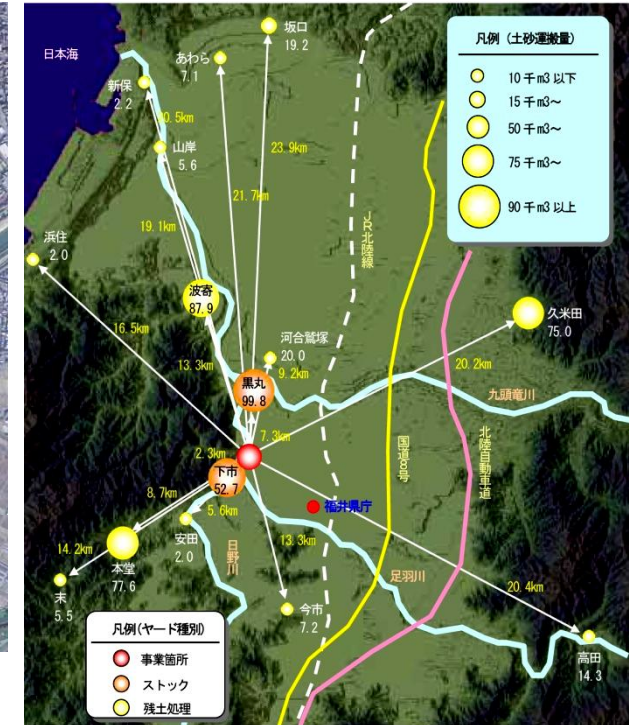 日本海
坂口
19.2
あわら
7.1
新保
2.2
20.5km
山岸
5.6
23.9km
21.7km
19.1km
浜住
2.0
波寄
87.9
16.5km
13.3km
河合鷲塚
20.0
9.2km
黒丸
99.8
7.3km
2.3km
下市
52.7
8.7km
5.6km
14.2km
安田
2.0
本堂
77.6
末
5.5
日野川
13.3km
福井県庁
足羽川
今市
7.2
20.4km
高田
14.3
久米田
75.0
20.2km
九頭竜川
JR北陸線
国道8号
北陸自動車道
凡例(土砂運搬量)
10千m3以下
15千m3~
50千m3~
75千m3~
90千m3以上
凡例(ヤード種別)
事業箇所
ストック
残土処理